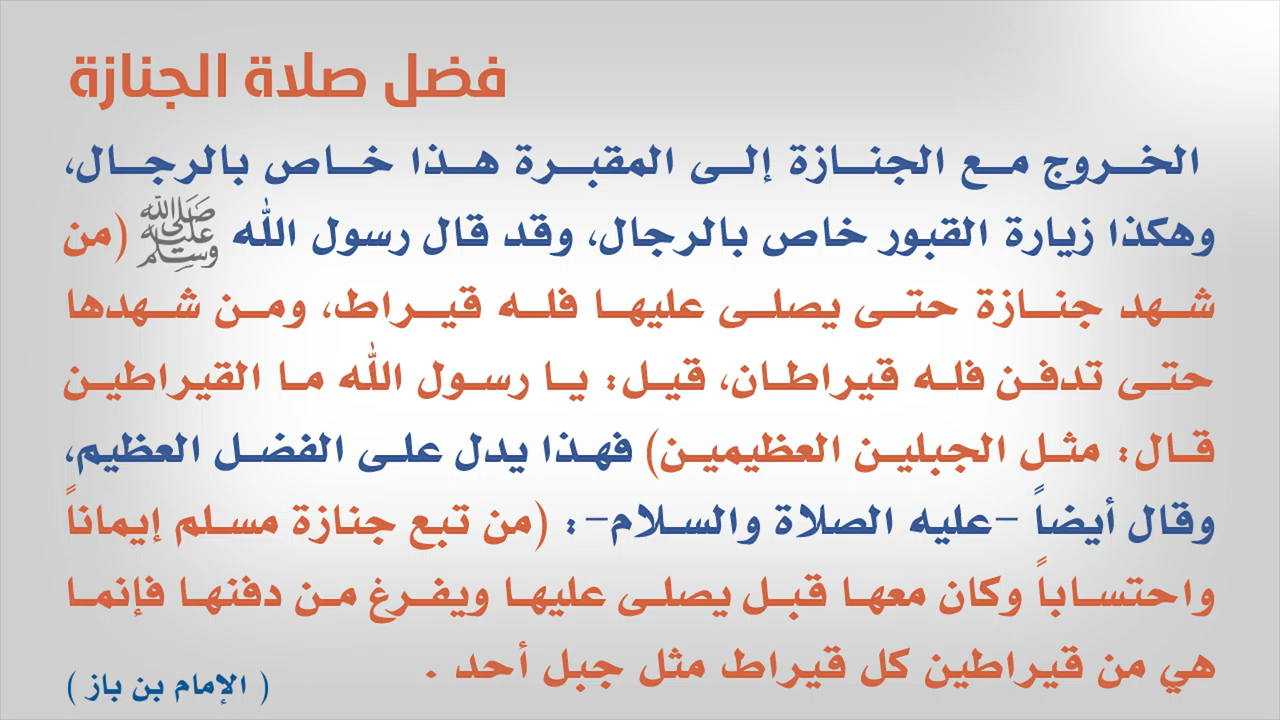 فضل صلاة الجنازة
الخروج مع الجنازة إلى المقبرة هذا خاص بالرجال،
وهكذا زيارة القبور خاص بالرجال، وقد قال رسول الله صلى الله عليه وسلم (من
شهد جنازة حتى يصلى عليها فله قيراط، ومن شهدها
حتى تدفن فله قيراطان، قيل: يا رسول الله ما القيراطين
قال: مثل الجبلين العظيمين) فهذا يدل على الفضل العظيم،
وقال أيضاً -عليه الصلاة والسلام-: (من تبع جنازة مسلم إيماناً
واحتساباً وكان معها قبل يصلى عليها ويفرغ من دفنها فإنما
هي من قيراطين كل قيراط مثل جبل أحد .
( الإمام بن باز )